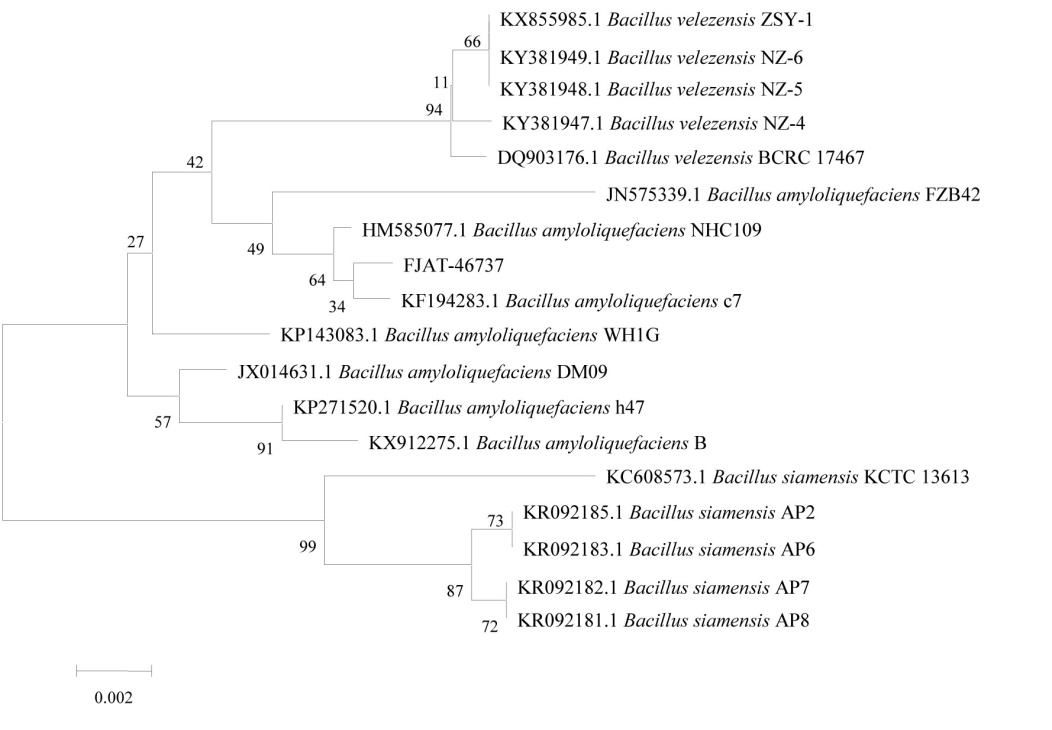 KX855985.1 Bacillus velezensis ZSY-1
66
KY381949.1 Bacillus velezensis NZ-6
11
KY381948.1 Bacillus velezensis NZ-5
94
KY381947.1 Bacillus velezensis NZ-4
42
DQ903176.1 Bacillus velezensis BCRC 17467
JN575339.1 Bacillus amyloliquefaciens FZB42
27
HM585077.1 Bacillus amyloliquefaciens NHC109
49
FJAT-46737
64
KF194283.1 Bacillus amyloliquefaciens c7
34
KP143083.1 Bacillus amyloliquefaciens WH1G
JX014631.1 Bacillus amyloliquefaciens DM09
KP271520.1 Bacillus amyloliquefaciens h47
57
KX912275.1 Bacillus amyloliquefaciens B
91
KC608573.1 Bacillus siamensis KCTC 13613
KR092185.1 Bacillus siamensis AP2
73
99
KR092183.1 Bacillus siamensis AP6
87
KR092182.1 Bacillus siamensis AP7
72
KR092181.1 Bacillus siamensis AP8
0.002